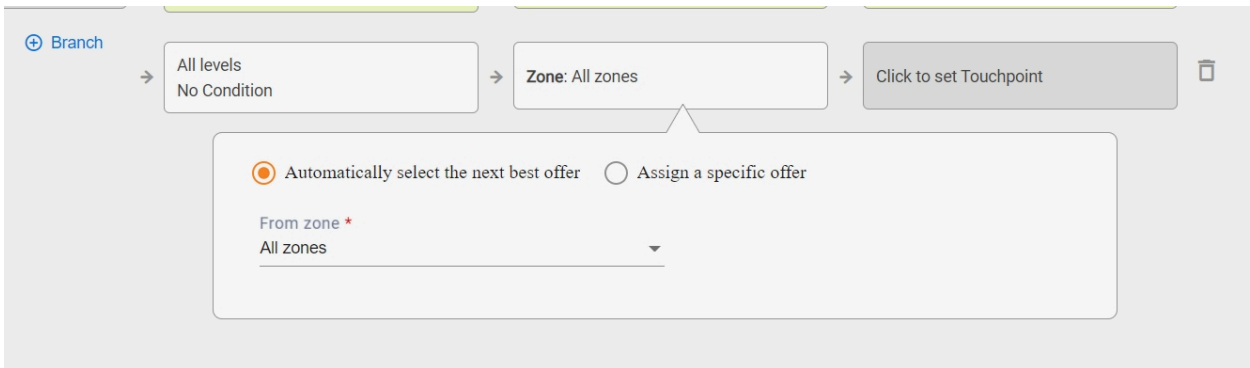 Branch
All levels
No Condition
Zone: All zones
Click to set Touchpoint
Automatically select the next best offer
Assign a specific offer
From zone *
All zones